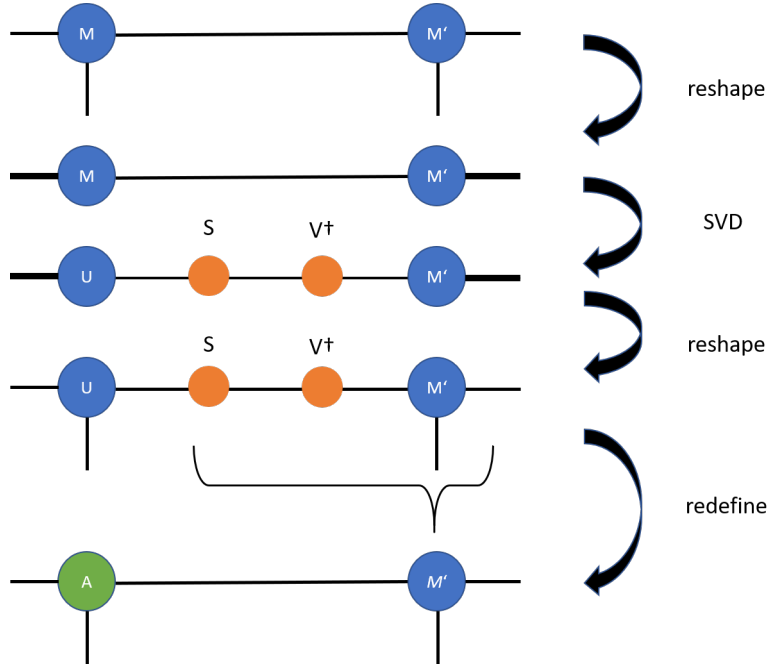 M M‘
reshape
M M‘
S V†
SVD
U M‘
reshape
S V†
U M‘
redefine
A M‘